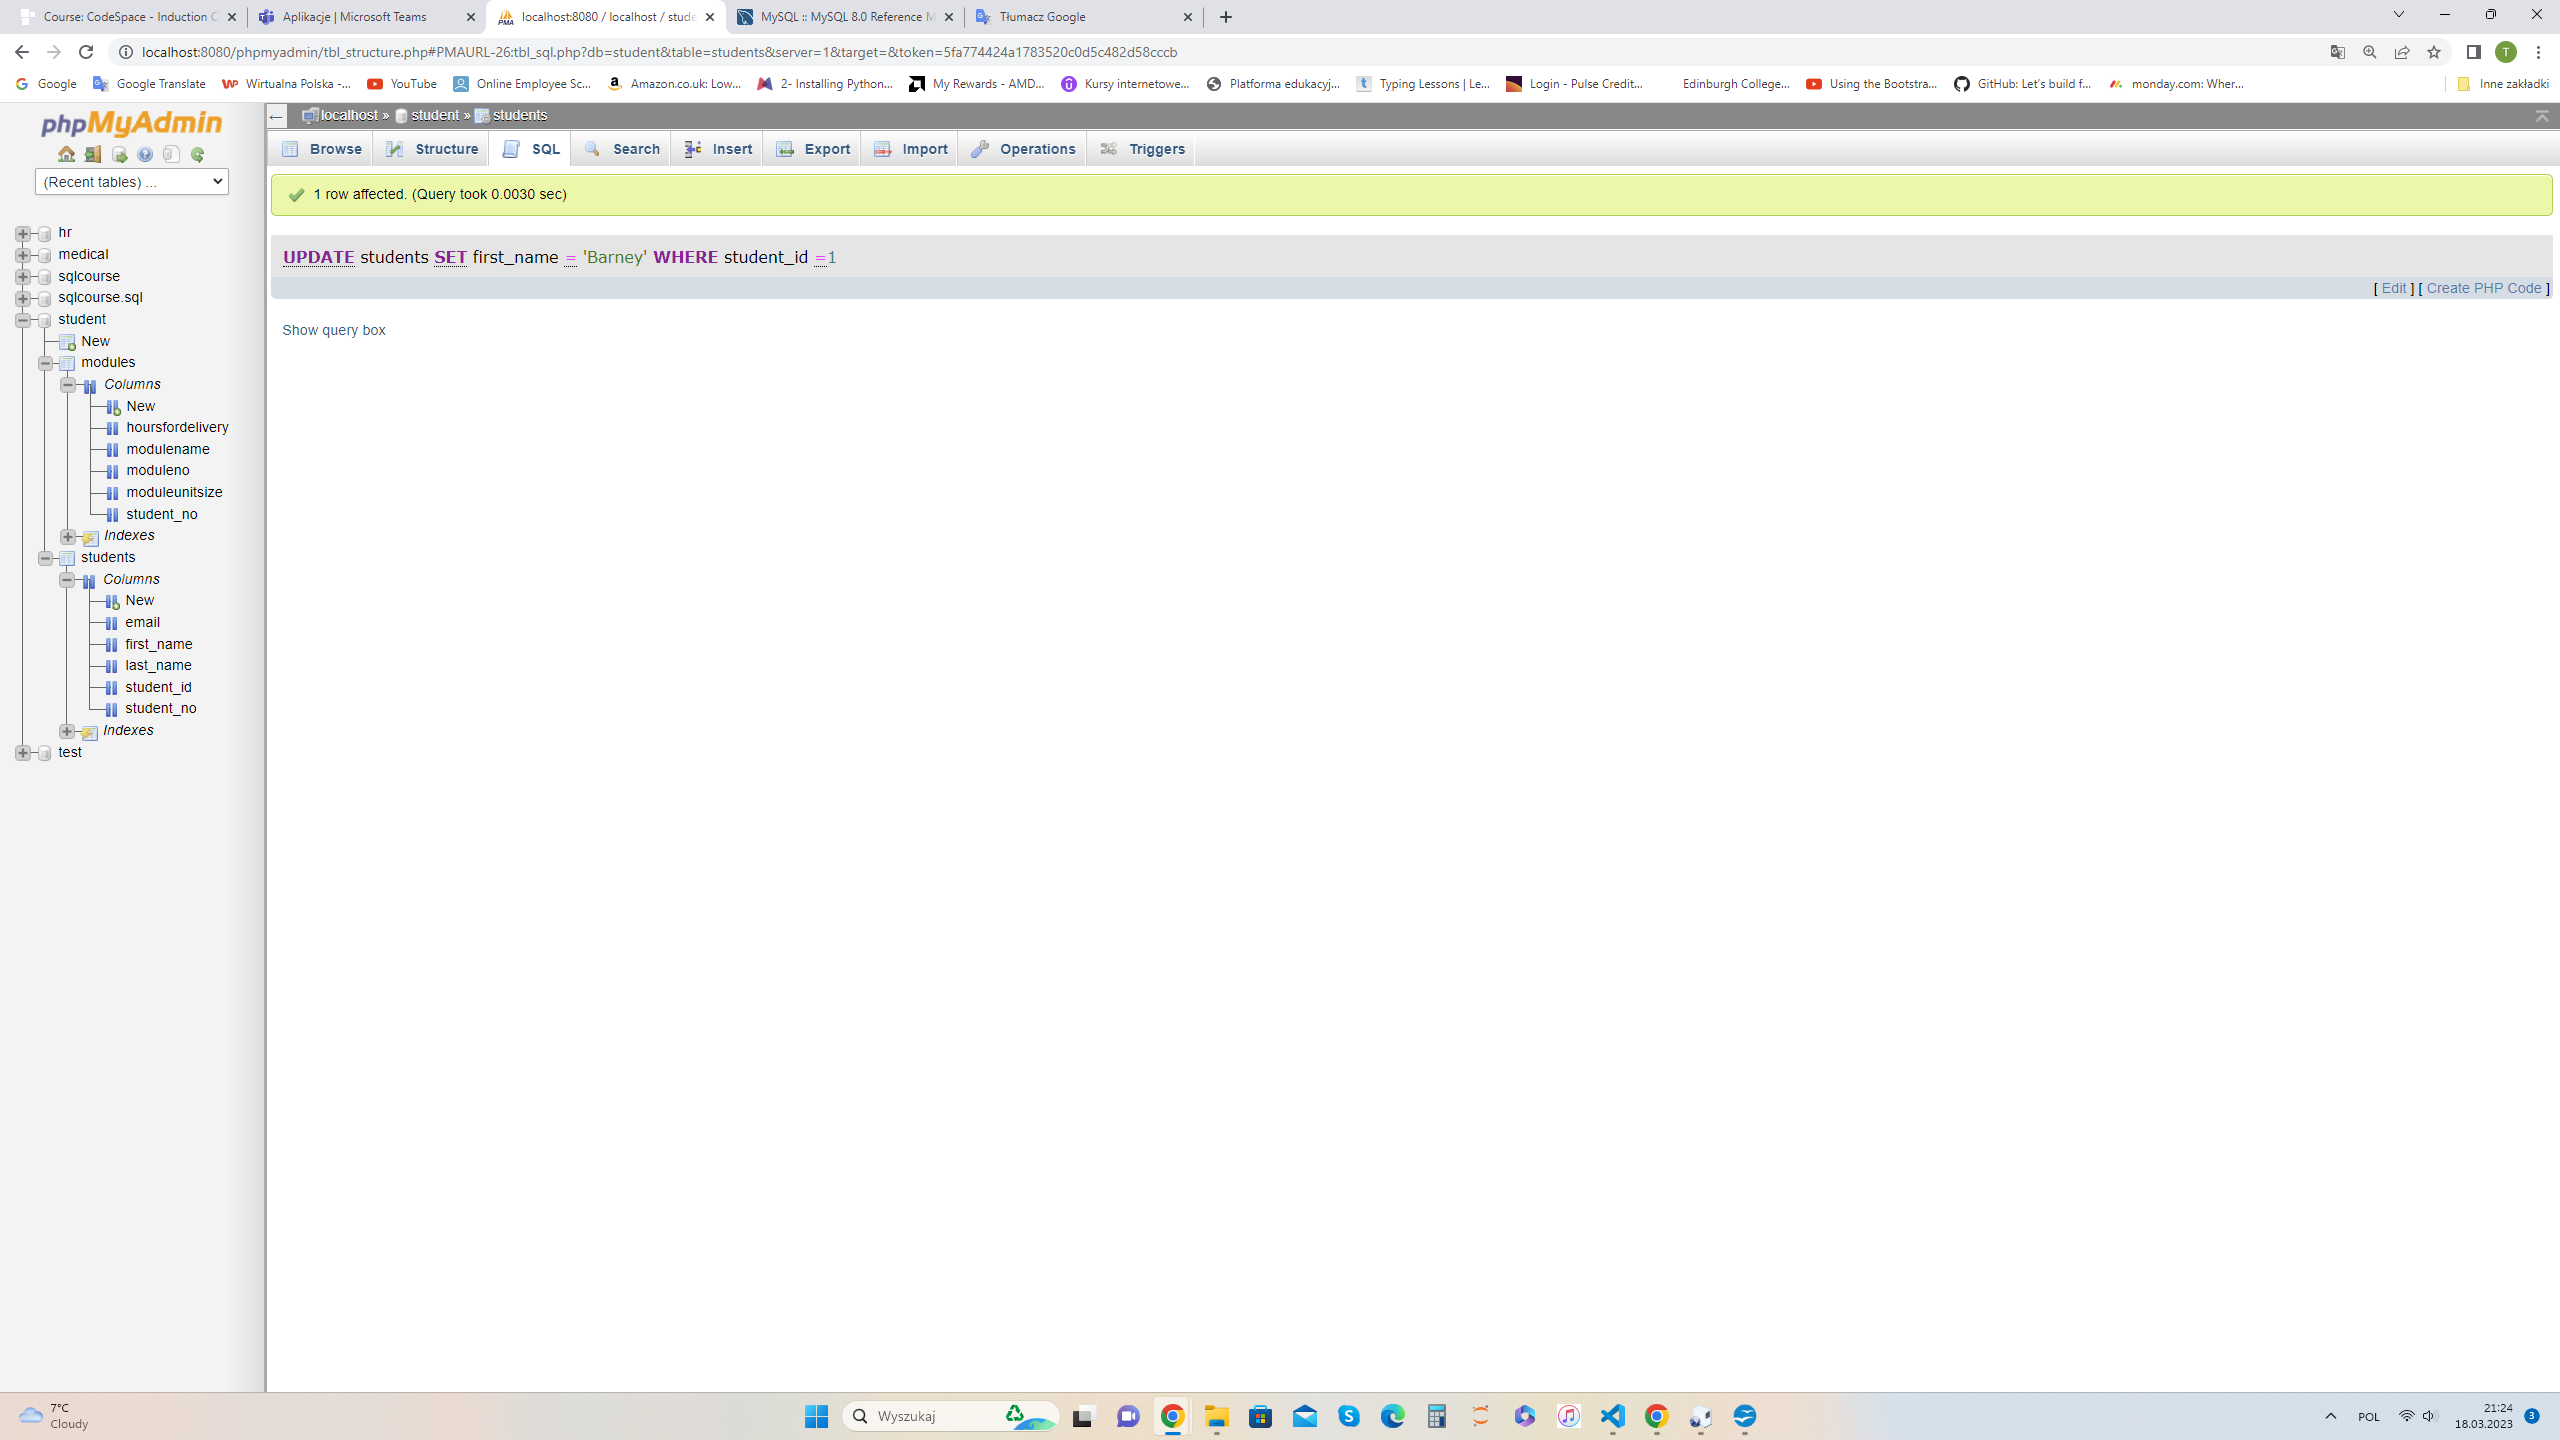 Course: CodeSpace - Induction C
Aplikacje | Microsoft Teams
localhost:8080 / localhost / stude
MySQL :: MySQL 8.0 Reference M
Tłumacz Google
localhost:8080/phpmyadmin/tbl_structure.php#PMAURL-26:tbl_sql.php?db=student&table=students&server=1&target=&token=5fa774424a1783520c0d5c482d58cccb
T
Google
Google Translate
Wirtualna Polska -...
YouTube
Online Employee Sc...
Amazon.co.uk: Low...
2- Installing Python...
My Rewards - AMD...
Kursy internetowe...
Platforma edukacyj...
Typing Lessons | Le...
Login - Pulse Credit...
Edinburgh College...
Using the Bootstra...
GitHub: Let's build f...
monday.com: Wher...
Inne zakładki
phpMyAdmin
(Recent tables) ...
hr
medical
sqlcourse
sqlcourse.sql
student
New
modules
Columns
New
hoursfordelivery
modulename
moduleno
moduleunitsize
student_no
Indexes
students
Columns
New
email
first_name
last_name
student_id
student_no
Indexes
test
localhost » student » students
Browse
Structure
SQL
Search
Insert
Export
Import
Operations
Triggers
1 row affected. (Query took 0.0030 sec)
UPDATE students SET first_name = 'Barney' WHERE student_id =1
[ Edit ] [ Create PHP Code ]
Show query box
7°C
Cloudy
Wyszukaj
POL
21:24
18.03.2023
3